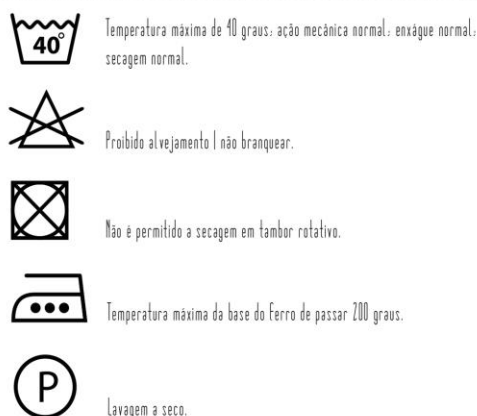 40°
Temperatura máxima de 40 graus; ação mecânica normal; enxágue normal;
secagem normal.
Proibido alvejamento | não branquear.
Não é permitido a secagem em tambor rotativo.
Temperatura máxima da base do Ferro de passar 200 graus.
P
Lavagem a seco.